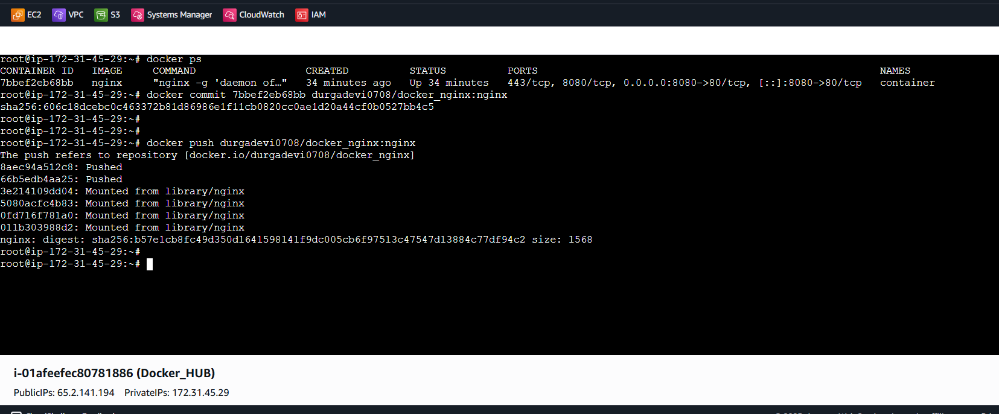 EC2 VPC S3 Systems Manager CloudWatch IAM
root@ip-172-31-45-29:~# docker ps
CONTAINER ID IMAGE COMMAND CREATED STATUS PORTS NAMES
7bbef2eb68bb nginx "nginx -g 'daemon of…" 34 minutes ago Up 34 minutes 443/tcp, 8080/tcp, 0.0.0.0:8080->80/tcp, [::]:8080->80/tcp container
root@ip-172-31-45-29:~# docker commit 7bbef2eb68bb durgadevi0708/docker_nginx:nginx
sha256:606c18dcebc0c463372b81d86986e1f11cb0820cc0ae1d20a44cf0b0527bb4c5
root@ip-172-31-45-29:~#
root@ip-172-31-45-29:~#
root@ip-172-31-45-29:~# docker push durgadevi0708/docker_nginx:nginx
The push refers to repository [docker.io/durgadevi0708/docker_nginx]
8aec94a512c8: Pushed
66b5edb4aa25: Pushed
3e214109dd04: Mounted from library/nginx
5080acfc4b83: Mounted from library/nginx
0fd716f781a0: Mounted from library/nginx
011b303988d2: Mounted from library/nginx
nginx: digest: sha256:b57e1cb8fc49d350d1641598141f9dc005cb6f97513c47547d13884c77df94c2 size: 1568
root@ip-172-31-45-29:~#
root@ip-172-31-45-29:~#
i-01afeefec80781886 (Docker_HUB)
PublicIPs: 65.2.141.194 PrivateIPs: 172.31.45.29